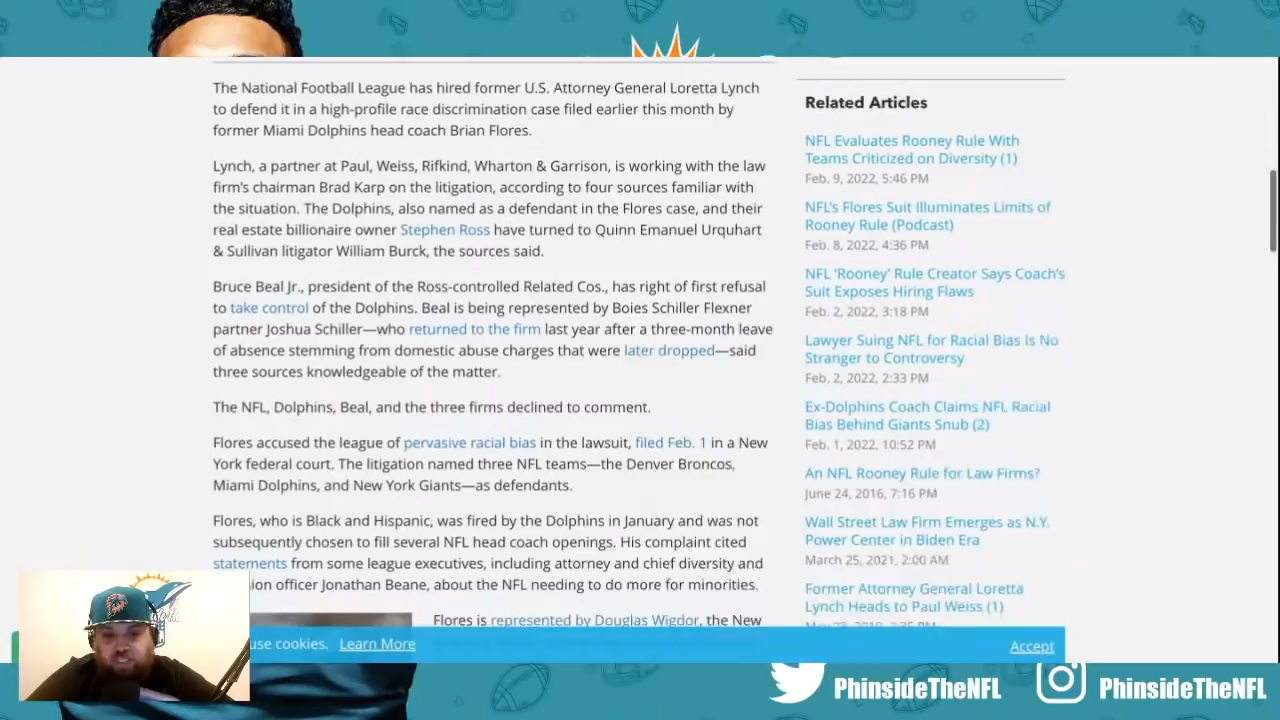 The National Football League has hired former U.S. Attorney General Loretta Lynch
to defend it in a high-profile race discrimination case filed earlier this month by
former Miami Dolphins head coach Brian Flores.
Lynch, a partner at Paul, Weiss, Rifkind, Wharton & Garrison, is working with the law
firm's chairman Brad Karp on the litigation, according to four sources familiar with
the situation. The Dolphins, also named as a defendant in the Flores case, and their
real estate billionaire owner Stephen Ross have turned to Quinn Emanuel Urquhart
& Sullivan litigator William Burck, the sources said.
Bruce Beal Jr., president of the Ross-controlled Related Cos., has right of first refusal
to take control of the Dolphins. Beal is being represented by Boies Schiller Flexner
partner Joshua Schiller—who returned to the firm last year after a three-month leave
of absence stemming from domestic abuse charges that were later dropped—said
three sources knowledgeable of the matter.
The NFL, Dolphins, Beal, and the three firms declined to comment.
Flores accused the league of pervasive racial bias in the lawsuit, filed Feb. 1 in a New
York federal court. The litigation named three NFL teams—the Denver Broncos,
Miami Dolphins, and New York Giants—as defendants.
Flores, who is Black and Hispanic, was fired by the Dolphins in January and was not
subsequently chosen to fill several NFL head coach openings. His complaint cited
statements from some league executives, including attorney and chief diversity and
ion officer Jonathan Beane, about the NFL needing to do more for minorities.
Flores is represented by Douglas Wigdor, the New
use cookies. Learn More
Accept
Related Articles
NFL Evaluates Rooney Rule With
Teams Criticized on Diversity (1)
Feb. 9, 2022, 5:46 PM
NFL's Flores Suit Illuminates Limits of
Rooney Rule (Podcast)
Feb. 8, 2022, 4:36 PM
NFL 'Rooney' Rule Creator Says Coach's
Suit Exposes Hiring Flaws
Feb. 2, 2022, 3:18 PM
Lawyer Suing NFL for Racial Bias Is No
Stranger to Controversy
Feb. 2, 2022, 2:33 PM
Ex-Dolphins Coach Claims NFL Racial
Bias Behind Giants Snub (2)
Feb. 1, 2022, 10:52 PM
An NFL Rooney Rule for Law Firms?
June 24, 2016, 7:16 PM
Wall Street Law Firm Emerges as N.Y.
Power Center in Biden Era
March 25, 2021, 2:00 AM
Former Attorney General Loretta
Lynch Heads to Paul Weiss (1)
PhinsideTheNFL
PhinsideTheNFL